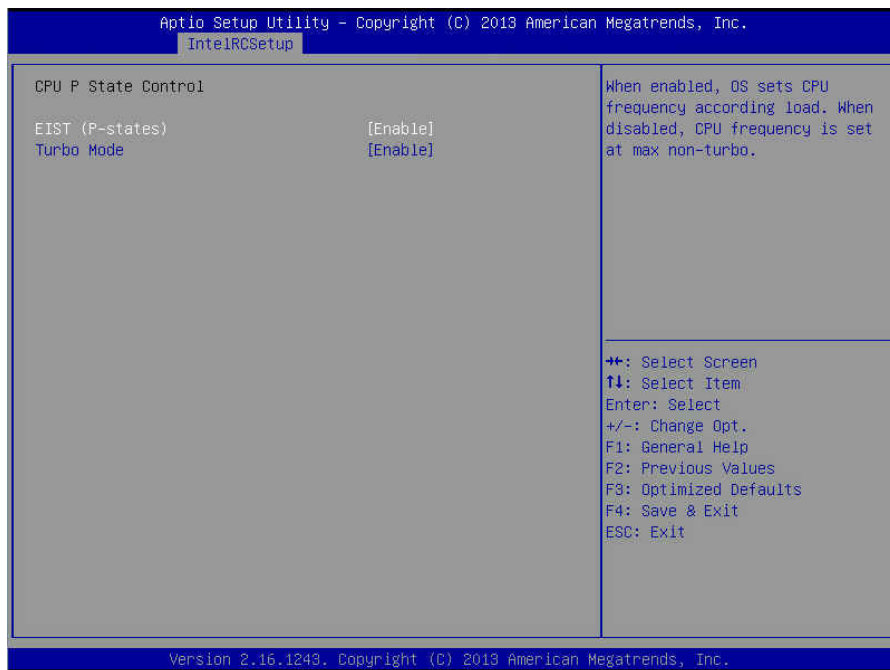 Aptio Setup Utility – Copyright (C) 2013 American Megatrends, Inc.
IntelRCSetup
CPU P State Control
EIST (P-states) [Enable]
Turbo Mode [Enable]
When enabled, OS sets CPU
frequency according load. When
disabled, CPU frequency is set
at max non-turbo.
→←: Select Screen
↑↓: Select Item
Enter: Select
+/-: Change Opt.
F1: General Help
F2: Previous Values
F3: Optimized Defaults
F4: Save & Exit
ESC: Exit
Version 2.16.1243. Copyright (C) 2013 American Megatrends, Inc.